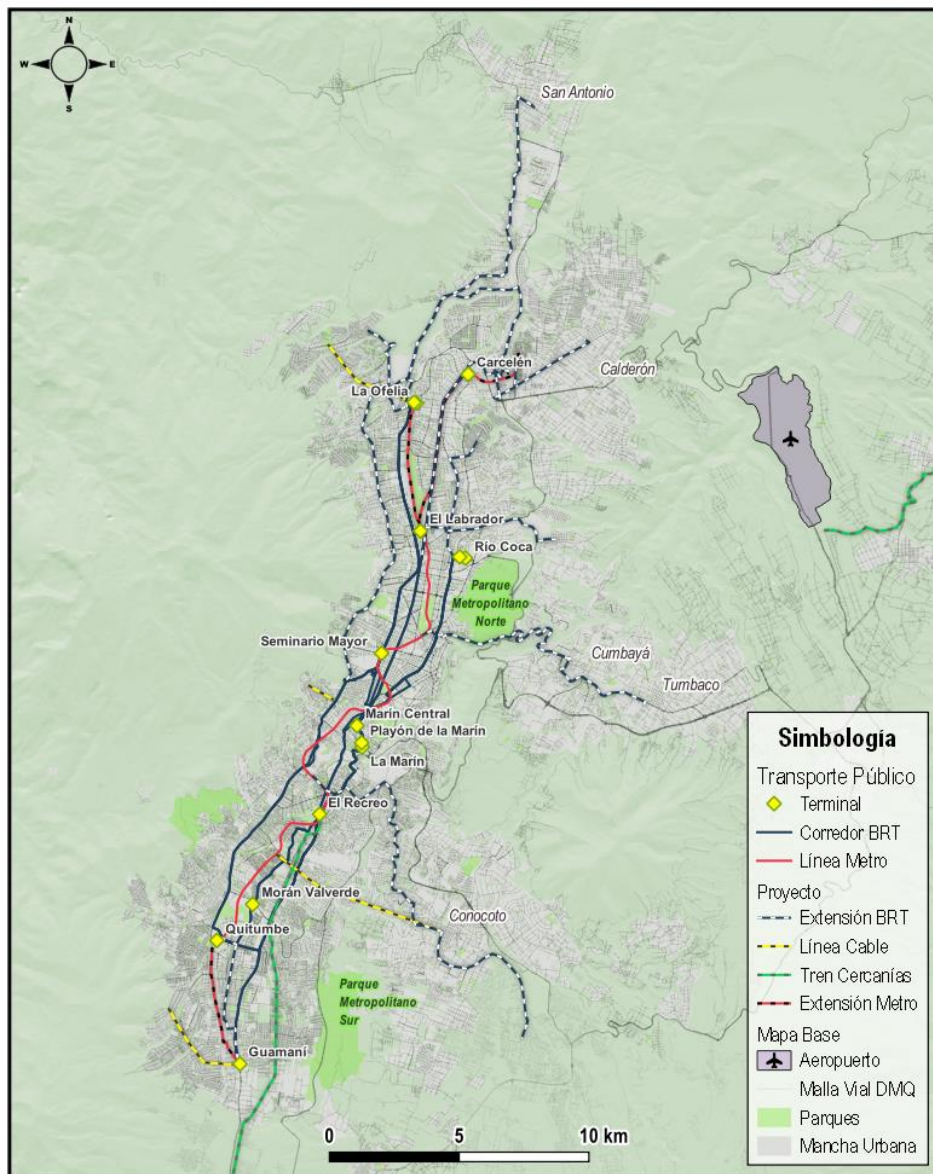 N
W E
S
San Antonio
Carcelén
Calderón
La Ofelia
El Labrador
Río Coca
Parque
Metropolitano
Norte
Seminario Mayor
Cumbayá
Tumbaco
Marín Central
Playón de la Marín
La Marín
El Recreo
Morán Valverde
Conocoto
Quitumbe
Parque
Metropolitano
Sur
Guamaní
0 5 10 km
Simbología
Transporte Público
Terminal
Corredor BRT
Línea Metro
Proyecto
Extensión BRT
Línea Cable
Tren Cercanías
Extensión Metro
Mapa Base
Aeropuerto
Malla Vial DMQ
Parques
Mancha Urbana